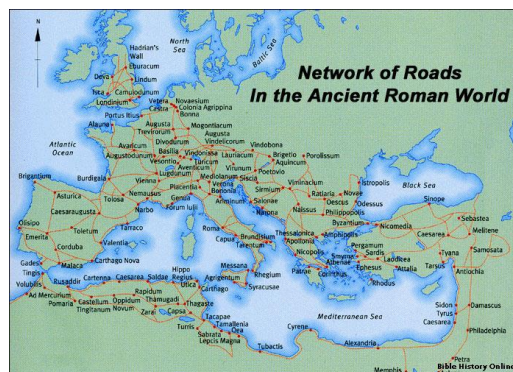 N
North
Sea
Baltic Sea
Hadrian's
Wall
Eburacum
Deva
Lindum
Isca
Camulodunum
Londinium
Vetera
Novaesium
Colonia Agrippina
Bonna
Portus Itius
Network of Roads
In the Ancient Roman World
Alauna
Augusta
Treverorum
Mogontiacum
Augusta
Vindelicorum
Divodurum
Atlantic
Ocean
Avaricum
Augustodunum
Basilia
Vindonissa
Vindobona
Lauriacum
Brigetio
Porolissum
Aquincum
Vesontio
Turicum
Aventicum
Virunum
Poetovio
Lugdurum
Brigantium
Burdigala
Vienna
Mediolanum
Siscia
Viminacium
Istropolis
Black Sea
Placentia
Verona
Bononia
Sirmium
Ratiaria
Novae
Asturica
Nemausus
Genua
Ariminum
Salonae
Oescus
Odessus
Sinope
Tolosa
Forum Iulii
Naissus
Caesaraugusta
Narbo
Narona
Philippopolis
Olisipo
Toletum
Tarraco
Roma
Byzantium
Sebastea
Emerita
Capua
Brundisium
Thessalonica
Amphipolis
Nicomedia
Caesarea
Melitene
Valentia
Tarentum
Apollonia
Corduba
Nicopolis
Pergamum
Tyana
Samosata
Gades
Malaca
Carthago Nova
Hippo
Regius
Messana
Smyrna
Athenae
Sardis
Laodicea
Tingis
Rusaddir
Cartenna
Caesarea
Saldae
Utica
Agrigentum
Rhegium
Patrae
Corinthus
Ephesus
Attalia
Tarsus
Antiochia
Volubilis
Carthago
Syracusae
Rhodus
Ad Mercurium
Rapidum
Pomaria
Castellum
Tingitanum
Oppidum
Novum
Thamugadi
Thagaste
Zarai
Capsa
Tacapae
Tamallenia
Sidon
Tyrus
Caesarea
Damascus
Turris
Oea
Sabrata
Lepcis Magna
Mediterranean Sea
Cyrene
Philadelphia
Tubactis
Alexandria
Petra
Memphis
Bible History Online